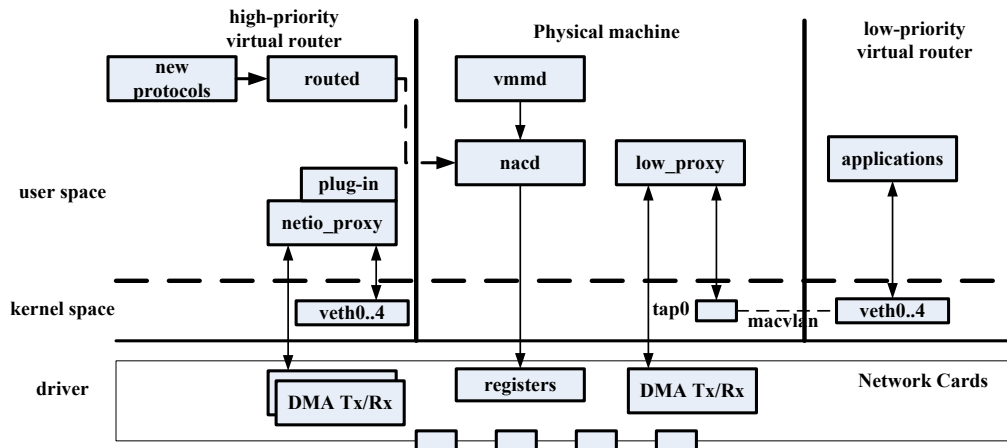 high-priority
virtual router
Physical machine
low-priority
virtual router
new
protocols
routed
vmmd
nacd
low_proxy
applications
plug-in
user space
netio_proxy
kernel space
veth0..4
tap0
macvlan
veth0..4
driver
DMA Tx/Rx
registers
DMA Tx/Rx
Network Cards